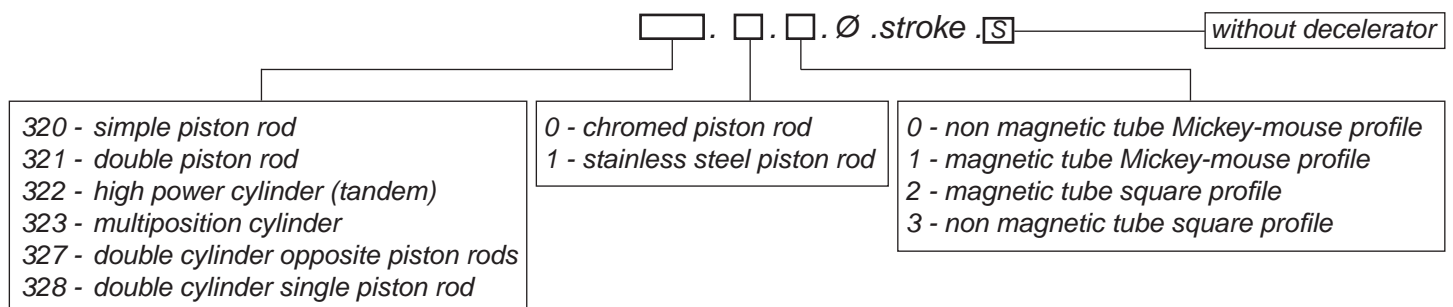 . . . Ø .stroke .S
without decelerator
320 - simple piston rod
321 - double piston rod
322 - high power cylinder (tandem)
323 - multiposition cylinder
327 - double cylinder opposite piston rods
328 - double cylinder single piston rod
0 - chromed piston rod
1 - stainless steel piston rod
0 - non magnetic tube Mickey-mouse profile
1 - magnetic tube Mickey-mouse profile
2 - magnetic tube square profile
3 - non magnetic tube square profile